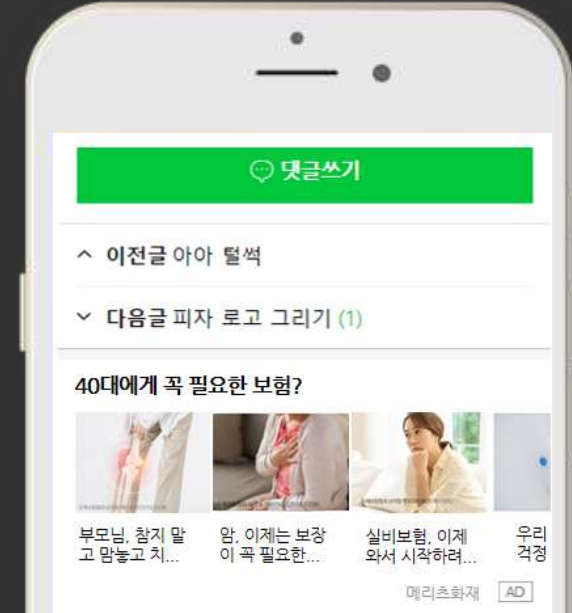 댓글쓰기
이전글 아아 털썩
다음글 피자 로고 그리기 (1)
40대에게 꼭 필요한 보험?
부모님, 참지 말
고 맘놓고 치...
암, 이제는 보장
이 꼭 필요한...
실비보험, 이제
와서 시작하려...
우리
걱정
메리츠화재 AD